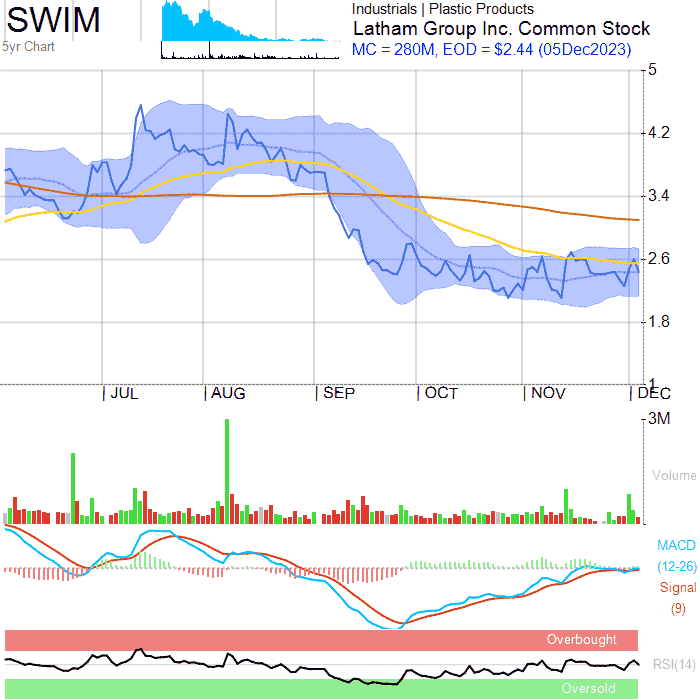 SWIM
5yr Chart
Industrials | Plastic Products
Latham Group Inc. Common Stock
MC = 280M, EOD = $2.44 (05Dec2023)
5
4.2
3.4
2.6
1.8
1
JUL AUG SEP OCT NOV DEC
3M
Volume
MACD
(12-26)
Signal
(9)
Overbought
RSI(14)
Oversold